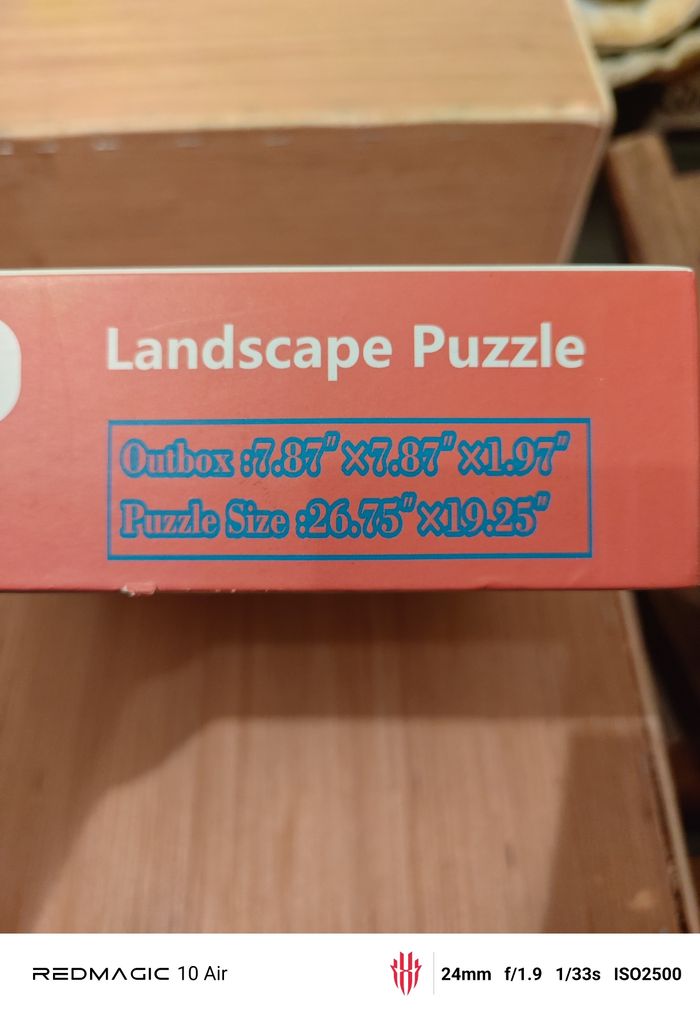 Landscape Puzzle
Outbox :7.87"×7.87"×1.97"
Puzzle Size :26.75"×19.25"
REDMAGIC 10 Air
24mm f/1.9 1/33s ISO2500